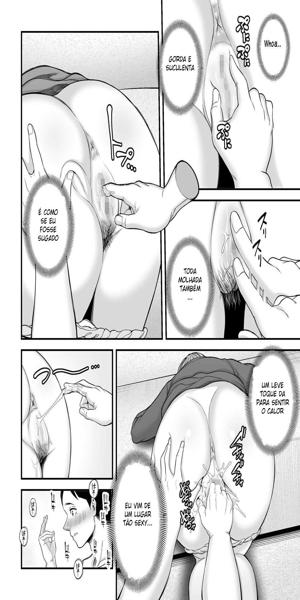 Whoa..
GORDA E
SUCULENTA
É COMO
SE EU
FOSSE
SUGADO
TODA
MOLHADA
TAMBÉM
...
UM LEVE
TOQUE DA
PARA SENTIR
O CALOR
EU VIM DE
UM LUGAR
TÃO SEXY...